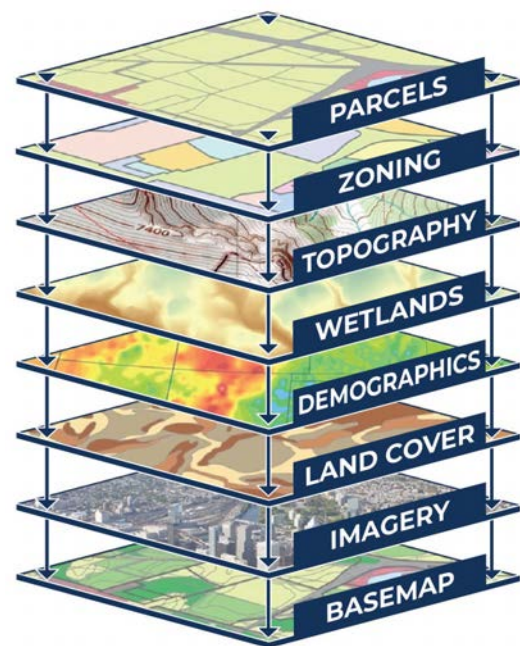 PARCELS
ZONING
7400
TOPOGRAPHY
WETLANDS
DEMOGRAPHICS
LAND COVER
IMAGERY
BASEMAP